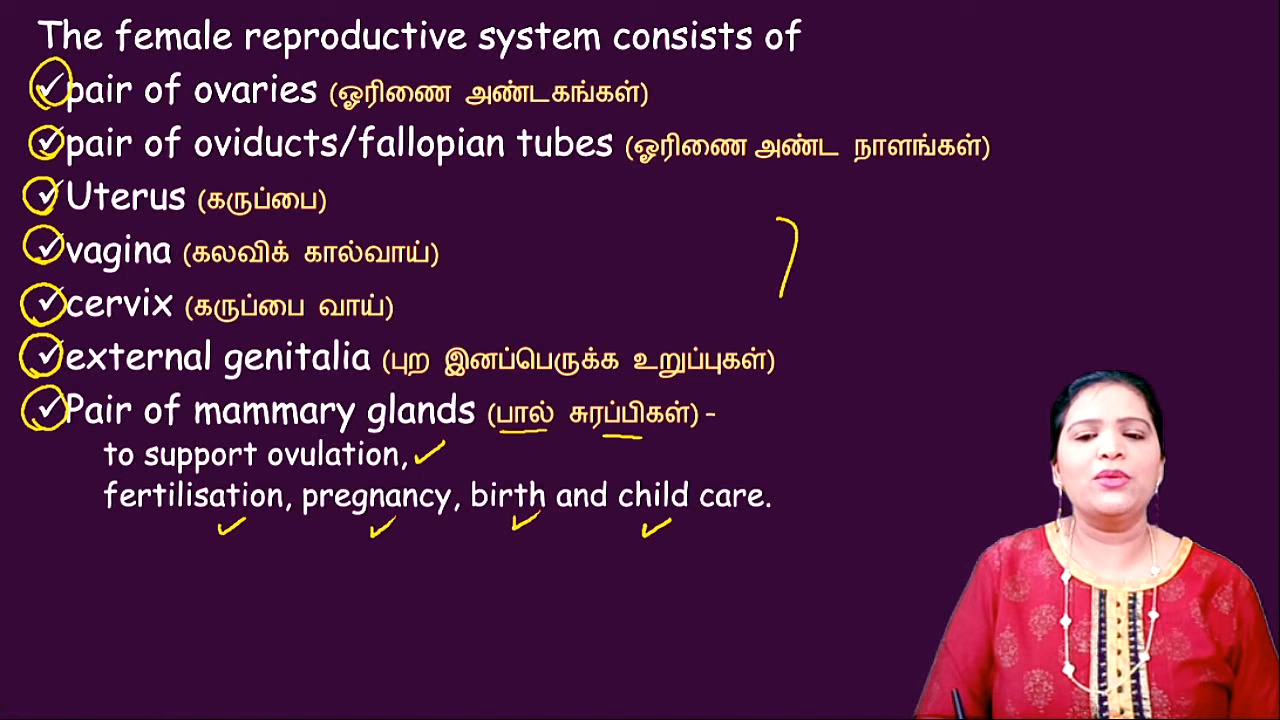 The female reproductive system consists of
✓pair of ovaries (ஓரிணை அண்டகங்கள்)
✓pair of oviducts/fallopian tubes (ஓரிணை அண்ட நாளங்கள்)
✓Uterus (கருப்பை)
✓vagina (கலவிக் கால்வாய்)
✓cervix (கருப்பை வாய்)
✓external genitalia (புற இனப்பெருக்க உறுப்புகள்)
✓Pair of mammary glands (பால் சுரப்பிகள்) -
to support ovulation,
fertilisation, pregnancy, birth and child care.